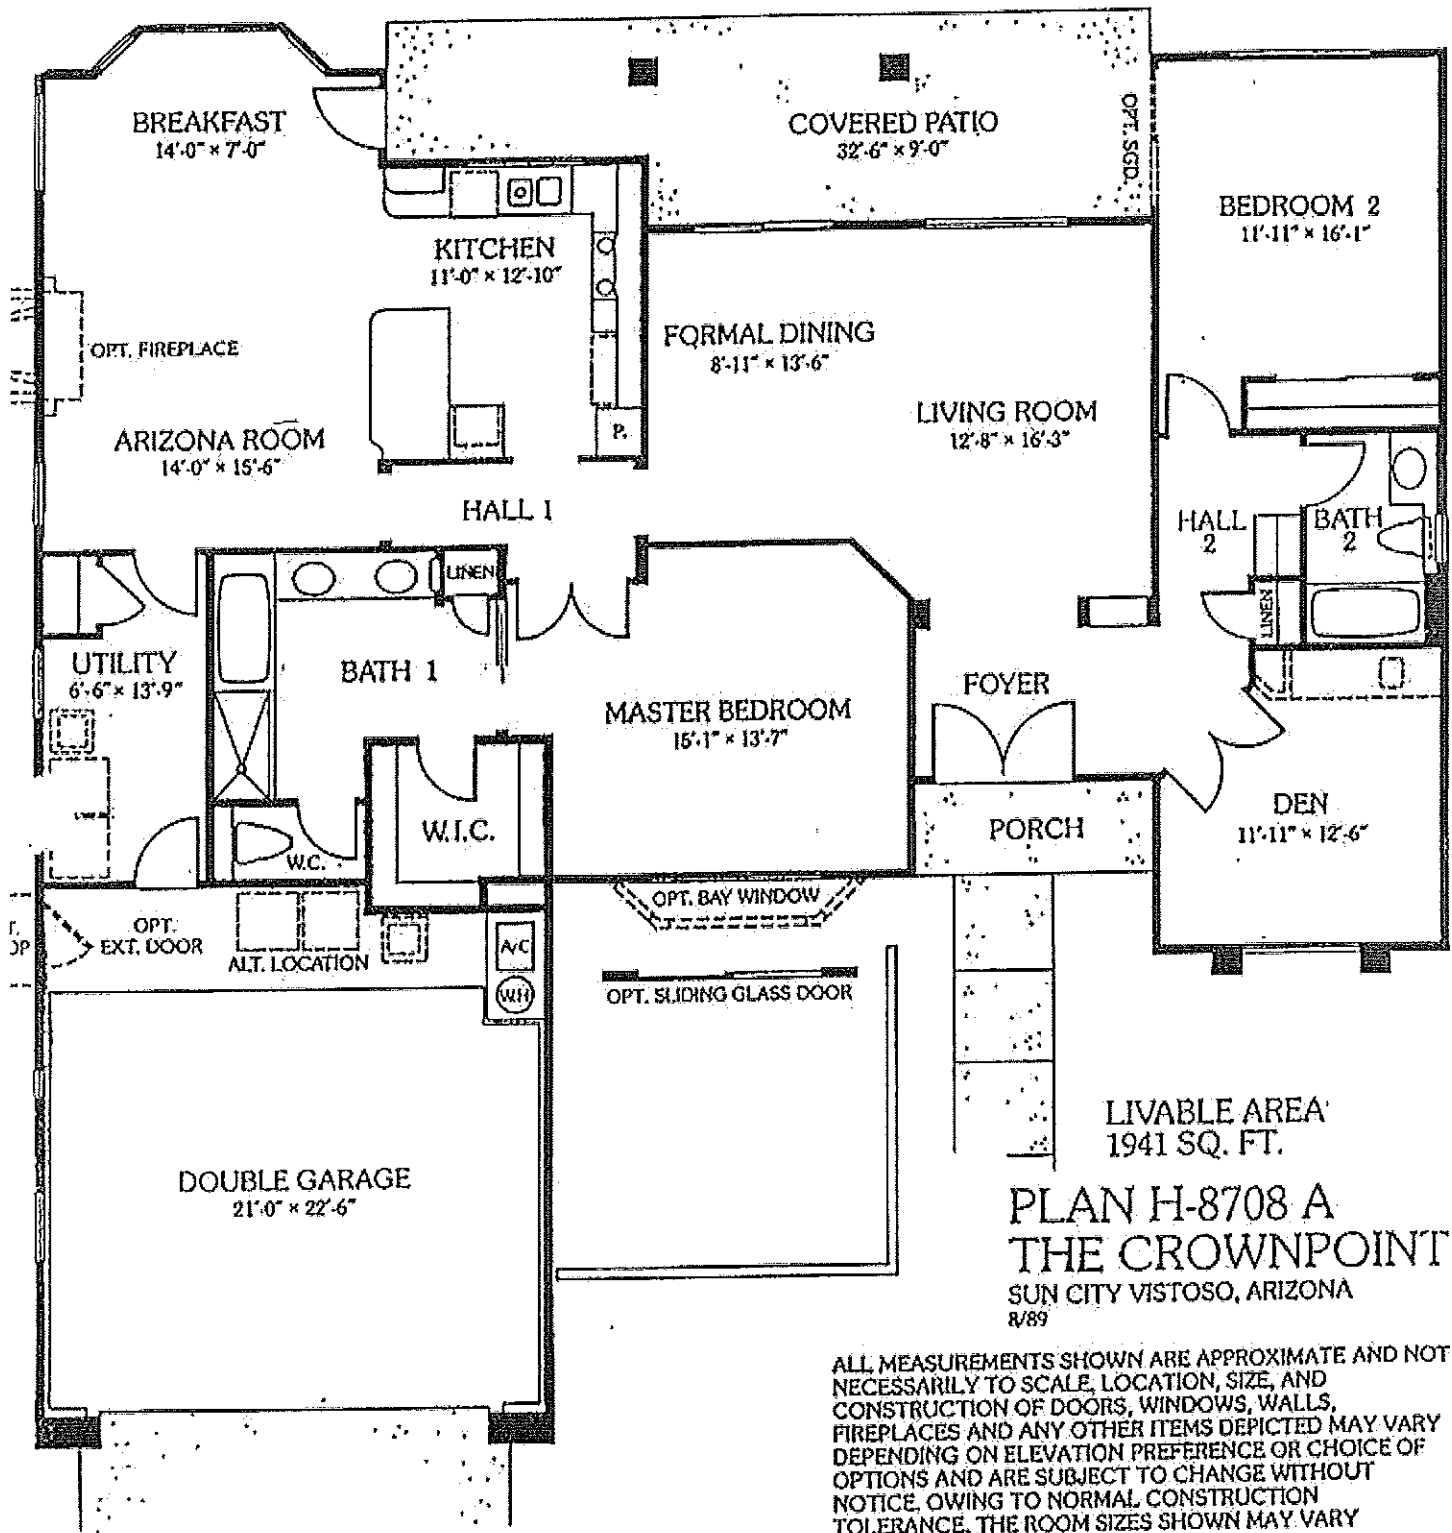 BREAKFAST
14'-0" × 7'-0"
COVERED PATIO
32'-6" × 9'-0"
OPT. SGD.
BEDROOM 2
11'-11" × 16'-1"
KITCHEN
11'-0" × 12'-10"
OPT. FIREPLACE
FORMAL DINING
8'-11" × 13'-6"
LIVING ROOM
12'-8" × 16'-3"
ARIZONA ROOM
14'-0" × 15'-6"
P.
HALL 1
HALL
2
BATH
2
LINEN
LINEN
UTILITY
6'-6" × 13'-9"
BATH 1
MASTER BEDROOM
15'-1" × 13'-7"
FOYER
W.I.C.
W.C.
PORCH
DEN
11'-11" × 12'-6"
OPT.
EXT. DOOR
ALT. LOCATION
A/C
W.H
OPT. BAY WINDOW
OPT. SLIDING GLASS DOOR
DOUBLE GARAGE
21'-0" × 22'-6"
LIVABLE AREA
1941 SQ. FT.
PLAN H-8708 A
THE CROWNPOINT
SUN CITY VISTOSO, ARIZONA
8/89
ALL MEASUREMENTS SHOWN ARE APPROXIMATE AND NOT
NECESSARILY TO SCALE, LOCATION, SIZE, AND
CONSTRUCTION OF DOORS, WINDOWS, WALLS,
FIREPLACES AND ANY OTHER ITEMS DEPICTED MAY VARY
DEPENDING ON ELEVATION PREFERENCE OR CHOICE OF
OPTIONS AND ARE SUBJECT TO CHANGE WITHOUT
NOTICE. OWING TO NORMAL CONSTRUCTION
TOLERANCE, THE ROOM SIZES SHOWN MAY VARY